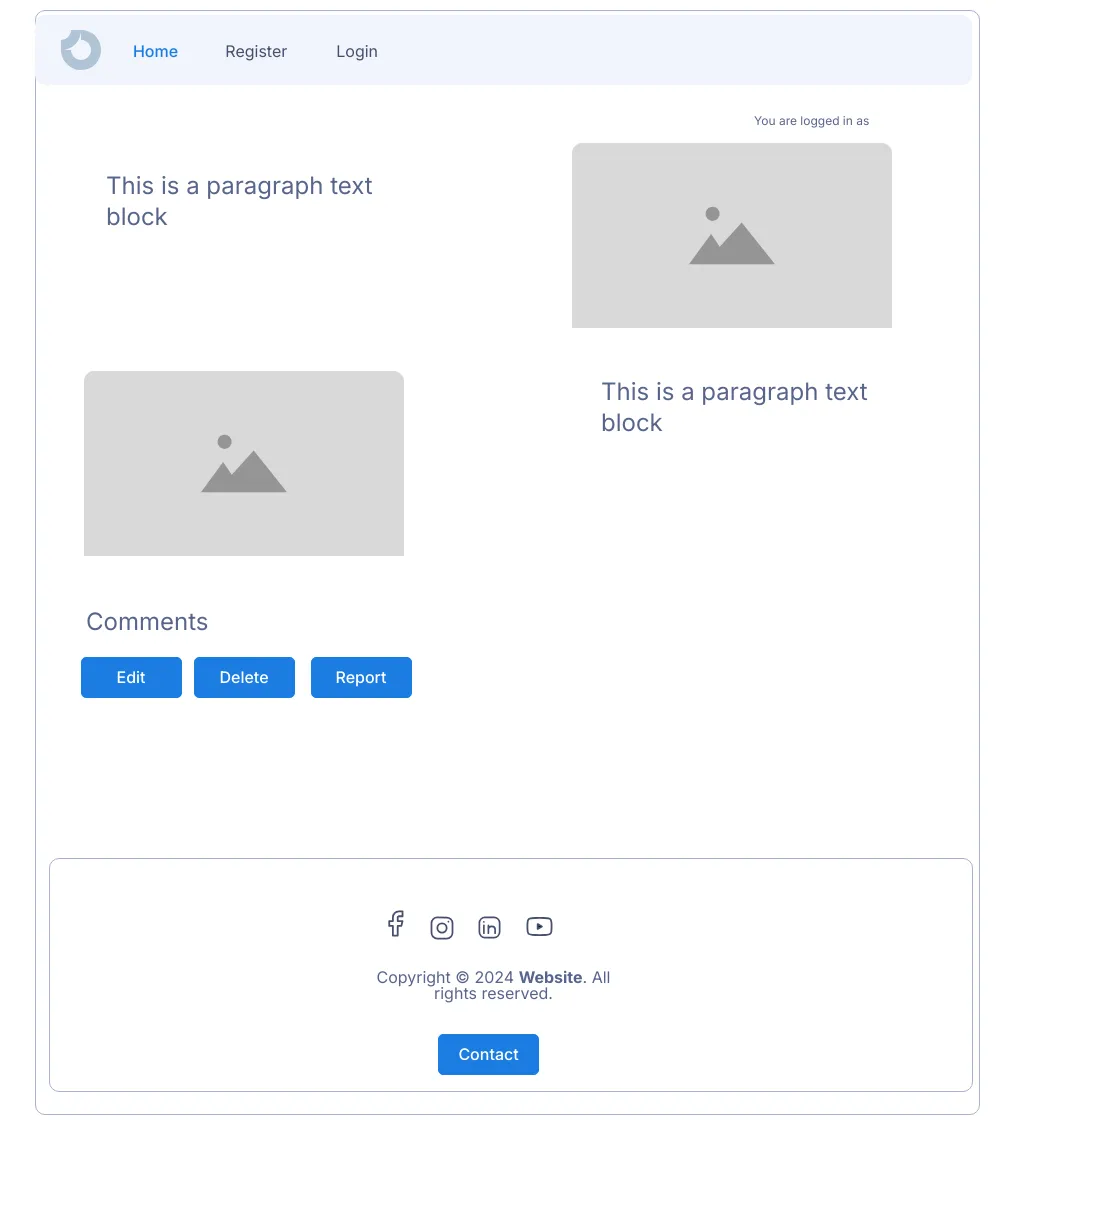 Home Register Login
You are logged in as
This is a paragraph text
block
This is a paragraph text
block
Comments
Edit Delete Report
Copyright © 2024 Website. All
rights reserved.
Contact